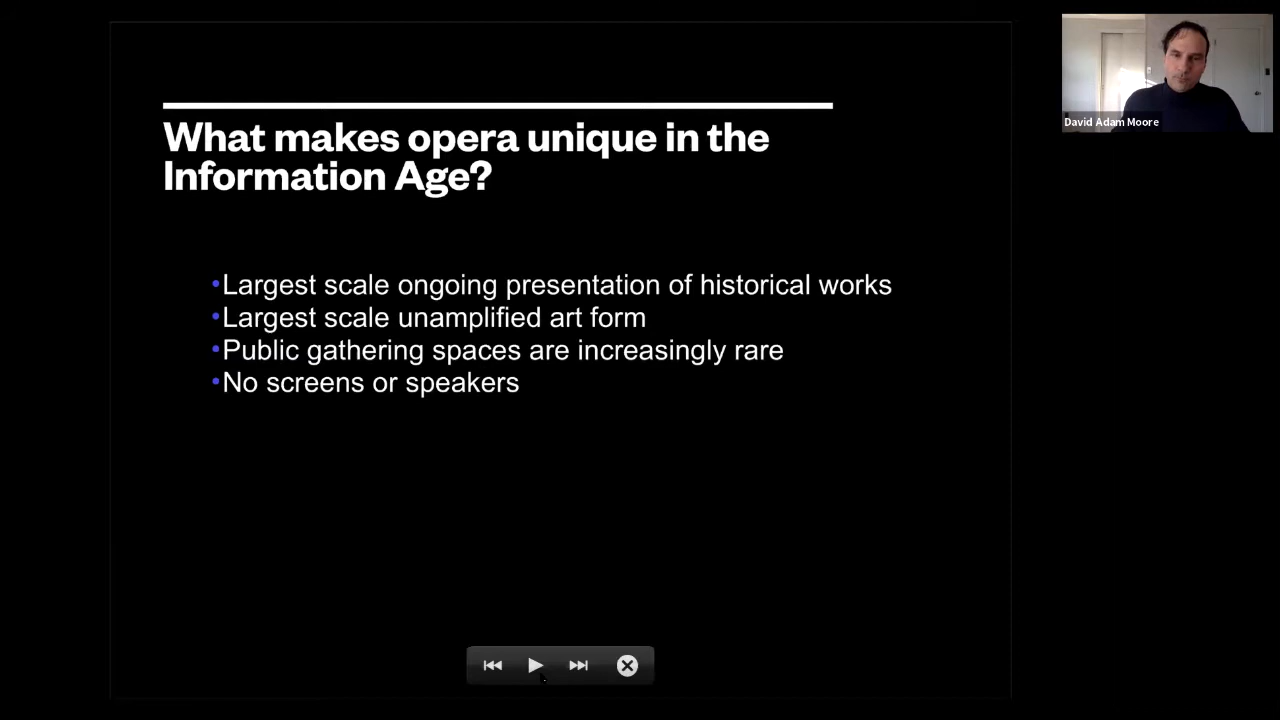 What makes opera unique in the
Information Age?
•Largest scale ongoing presentation of historical works
•Largest scale unamplified art form
•Public gathering spaces are increasingly rare
•No screens or speakers
David Adam Moore